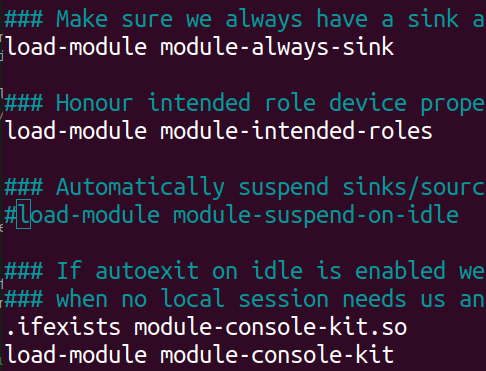 ### Make sure we always have a sink a
load-module module-always-sink
### Honour intended role device prope
load-module module-intended-roles
### Automatically suspend sinks/sourc
#load-module module-suspend-on-idle
### If autoexit on idle is enabled we
### when no local session needs us an
.ifexists module-console-kit.so
load-module module-console-kit